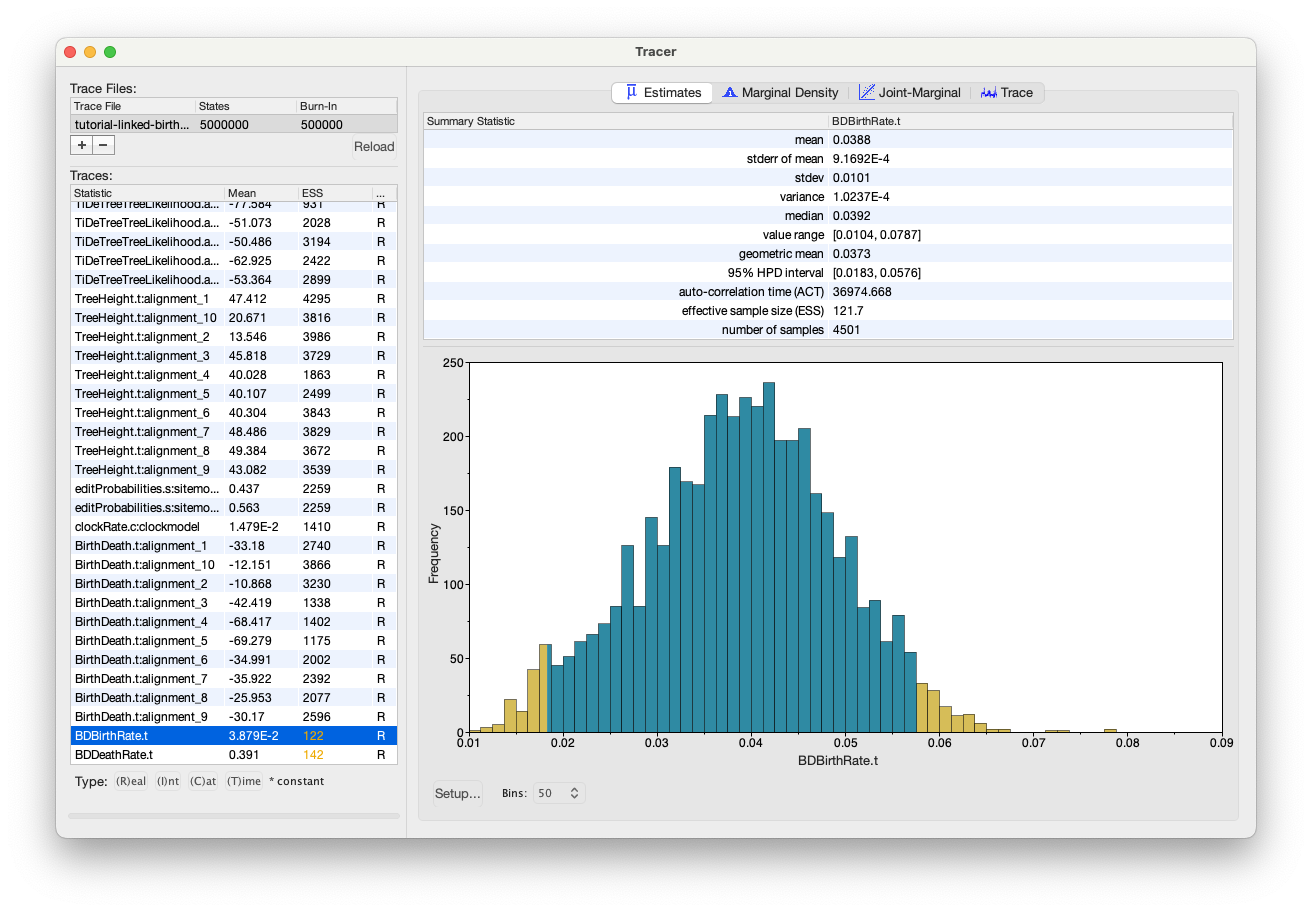 Tracer
Trace Files:
Trace File States Burn-In
tutorial-linked-birth... 5000000 500000
+ −
Reload
Traces:
Statistic Mean ESS ...
TiDeTreeTreeLikelihood.a... -77.584 931 R
TiDeTreeTreeLikelihood.a... -51.073 2028 R
TiDeTreeTreeLikelihood.a... -50.486 3194 R
TiDeTreeTreeLikelihood.a... -62.925 2422 R
TiDeTreeTreeLikelihood.a... -53.364 2899 R
TreeHeight.t:alignment_1 47.412 4295 R
TreeHeight.t:alignment_10 20.671 3816 R
TreeHeight.t:alignment_2 13.546 3986 R
TreeHeight.t:alignment_3 45.818 3729 R
TreeHeight.t:alignment_4 40.028 1863 R
TreeHeight.t:alignment_5 40.107 2499 R
TreeHeight.t:alignment_6 40.304 3843 R
TreeHeight.t:alignment_7 48.486 3829 R
TreeHeight.t:alignment_8 49.384 3672 R
TreeHeight.t:alignment_9 43.082 3539 R
editProbabilities.s:sitemo... 0.437 2259 R
editProbabilities.s:sitemo... 0.563 2259 R
clockRate.c:clockmodel 1.479E-2 1410 R
BirthDeath.t:alignment_1 -33.18 2740 R
BirthDeath.t:alignment_10 -12.151 3866 R
BirthDeath.t:alignment_2 -10.868 3230 R
BirthDeath.t:alignment_3 -42.419 1338 R
BirthDeath.t:alignment_4 -68.417 1402 R
BirthDeath.t:alignment_5 -69.279 1175 R
BirthDeath.t:alignment_6 -34.991 2002 R
BirthDeath.t:alignment_7 -35.922 2392 R
BirthDeath.t:alignment_8 -25.953 2077 R
BirthDeath.t:alignment_9 -30.17 2596 R
BDBirthRate.t 3.879E-2 122 R
BDDeathRate.t 0.391 142 R
Type: (R)eal (I)nt (C)at (T)ime * constant
Estimates Marginal Density Joint-Marginal Trace
Summary Statistic BDBirthRate.t
mean 0.0388
stderr of mean 9.1692E-4
stdev 0.0101
variance 1.0237E-4
median 0.0392
value range [0.0104, 0.0787]
geometric mean 0.0373
95% HPD interval [0.0183, 0.0576]
auto-correlation time (ACT) 36974.668
effective sample size (ESS) 121.7
number of samples 4501
250
200
150
100
50
0
Frequency
0.01 0.02 0.03 0.04 0.05 0.06 0.07 0.08 0.09
BDBirthRate.t
Setup... Bins: 50